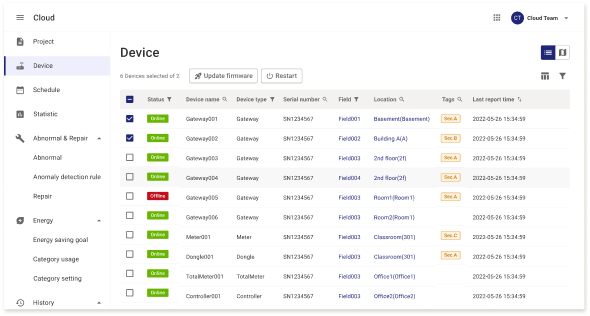 Cloud
CT Cloud Team
Project
Device
Schedule
Statistic
Abnormal & Repair
Abnormal
Anomaly detection rule
Repair
Energy
Energy saving goal
Category usage
Category setting
History
Device
6 Devices selected of 2 Update firmware Restart
Status Device name Device type Serial number Field Location Tags Last report time
Online Gateway001 Gateway SN1234567 Field001 Basement(Basement) Sec.A 2022-05-26 15:34:59
Online Gateway002 Gateway SN1234567 Field002 Building A(A) Sec.B 2022-05-26 15:34:59
Online Gateway003 Gateway SN1234567 Field003 2nd floor(2f) Sec.A 2022-05-26 15:34:59
Online Gateway004 Gateway SN1234567 Field004 2nd floor(2f) Sec.A 2022-05-26 15:34:59
Offline Gateway005 Gateway SN1234567 Field003 Room1(Room1) Sec.A 2022-05-26 15:34:59
Online Gateway006 Gateway SN1234567 Field003 Room2(Room1) 2022-05-26 15:34:59
Online Meter001 Meter SN1234567 Field003 Classroom(301) Sec.C 2022-05-26 15:34:59
Online Dongle001 Dongle SN1234567 Field003 Classroom(301) Sec.A 2022-05-26 15:34:59
Online TotalMeter001 TotalMeter SN1234567 Field003 Office1(Office1) 2022-05-26 15:34:59
Online Controller001 Controller SN1234567 Field003 Office2(Office2) 2022-05-26 15:34:59